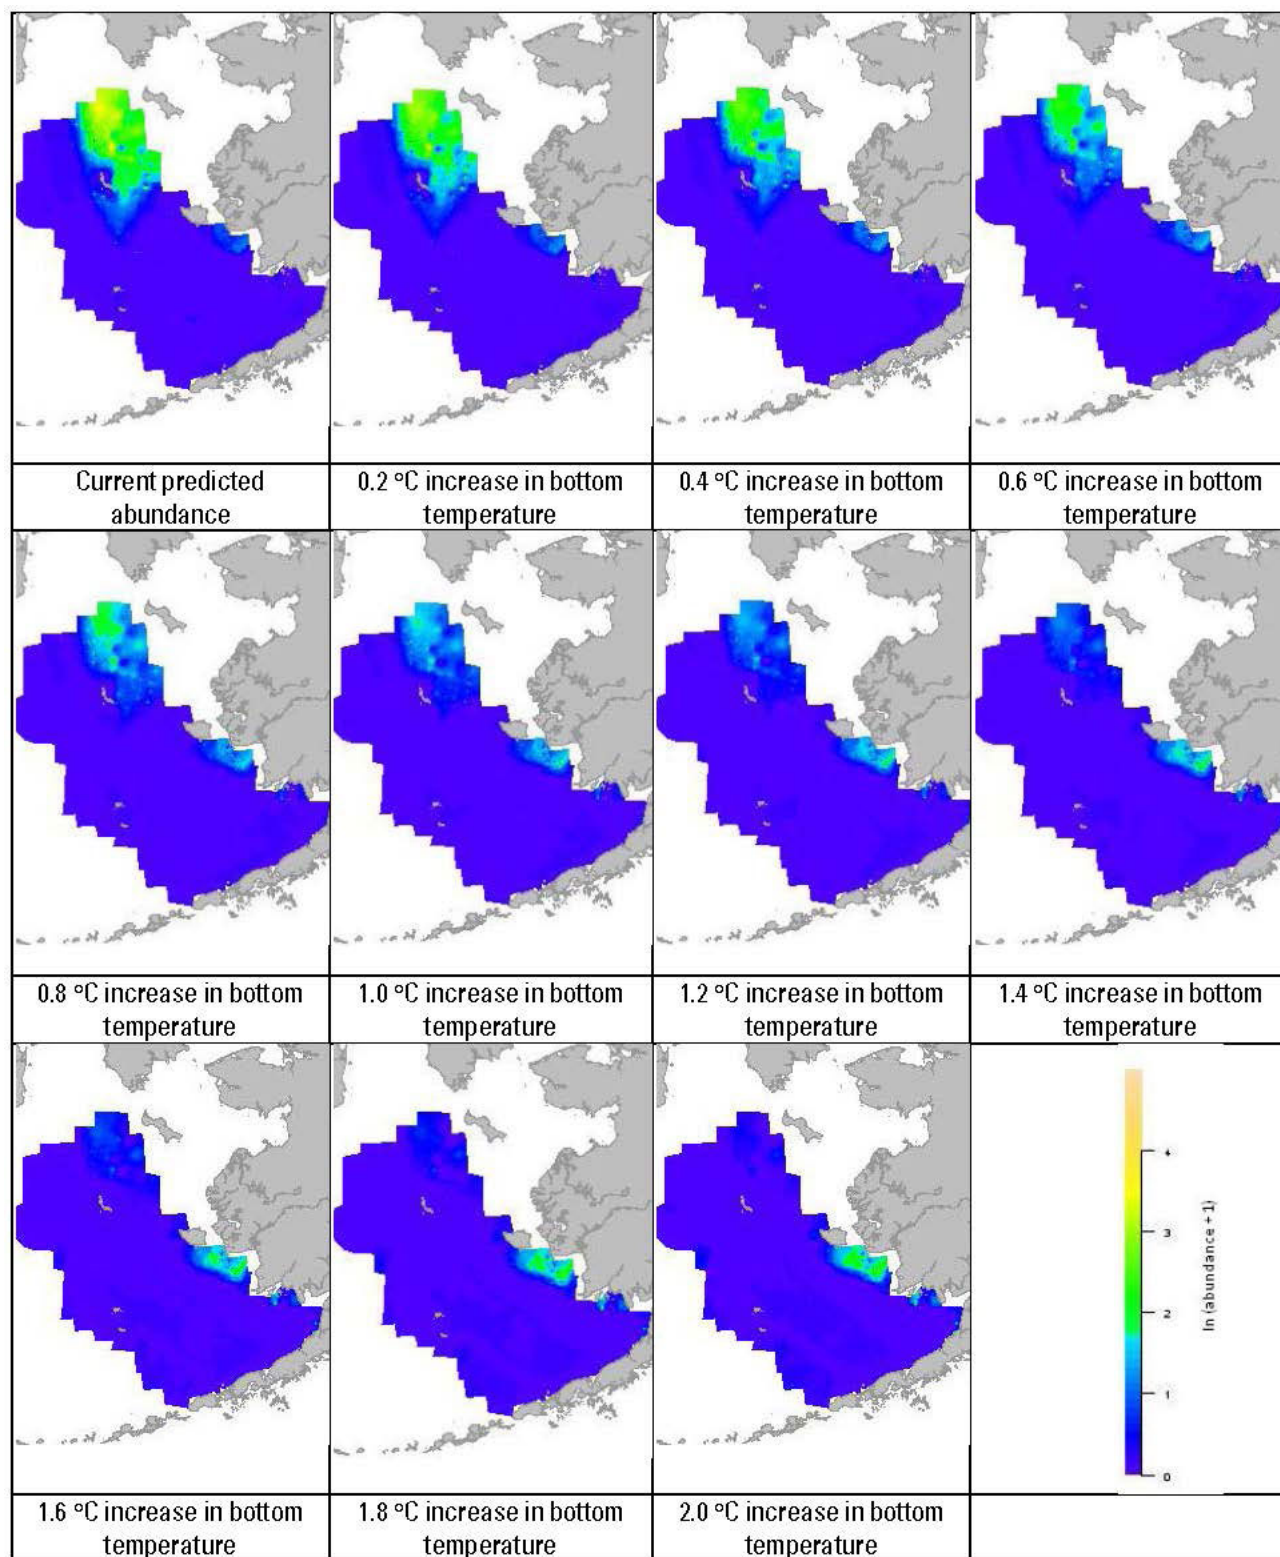 Current predicted
abundance
0.2 °C increase in bottom
temperature
0.4 °C increase in bottom
temperature
0.6 °C increase in bottom
temperature
0.8 °C increase in bottom
temperature
1.0 °C increase in bottom
temperature
1.2 °C increase in bottom
temperature
1.4 °C increase in bottom
temperature
4
3
2
1
0
ln (abundance + 1)
1.6 °C increase in bottom
temperature
1.8 °C increase in bottom
temperature
2.0 °C increase in bottom
temperature